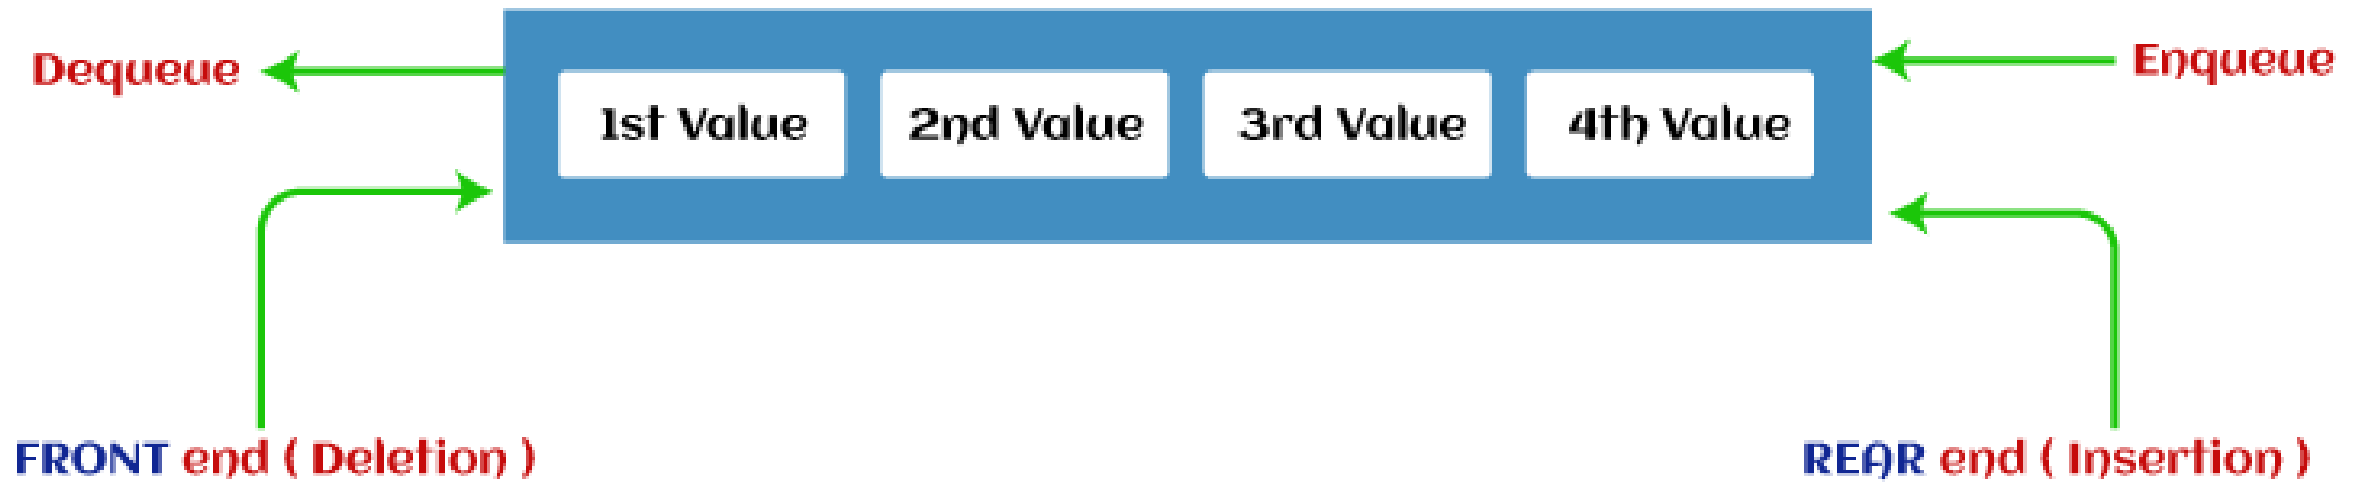 Dequeue
Enqueue
1st Value
2nd Value
3rd Value
4th Value
FRONT end ( Deletion )
REAR end ( Insertion )